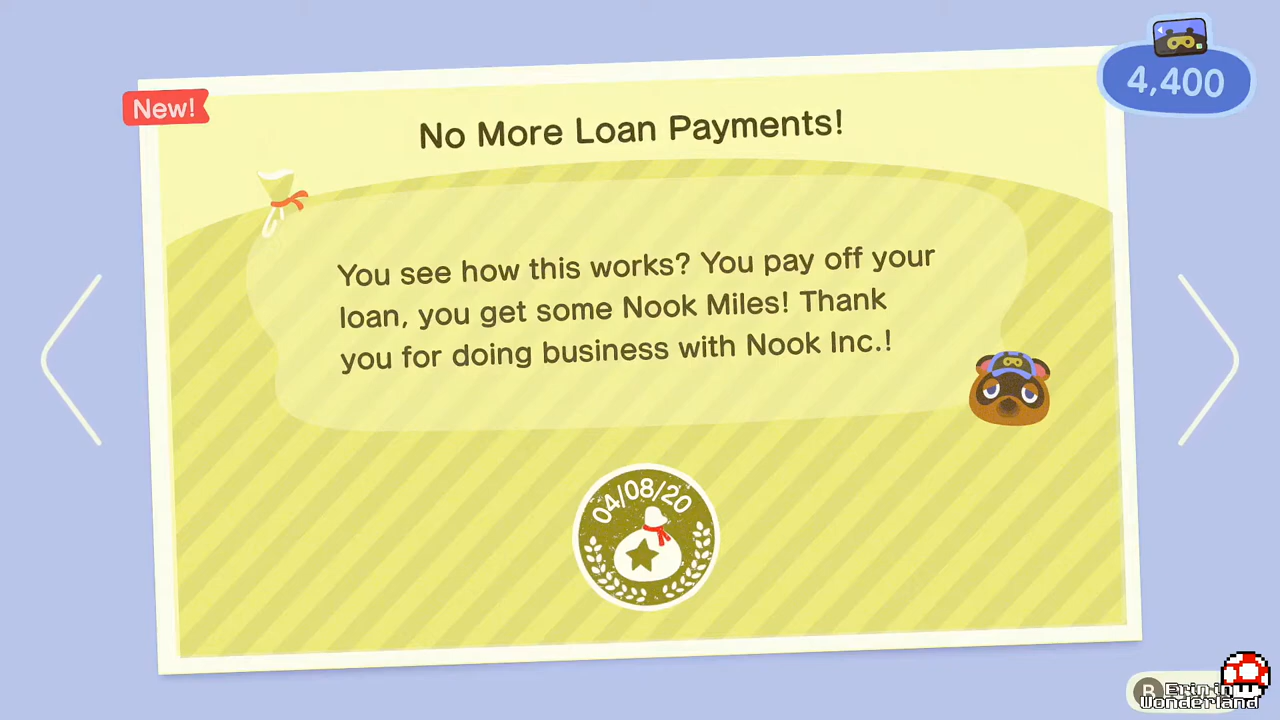 4,400
New!
No More Loan Payments!
You see how this works? You pay off your
loan, you get some Nook Miles! Thank
you for doing business with Nook Inc.!
04/08/20
B
Erin in
Wonderland